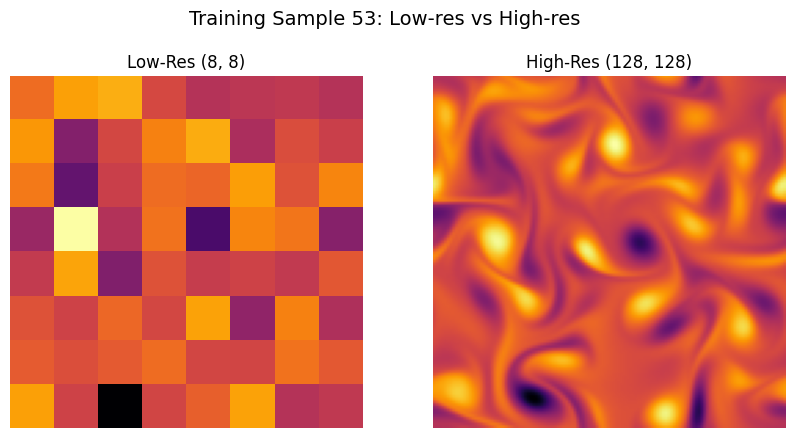 Training Sample 53: Low-res vs High-res
Low-Res (8, 8)
High-Res (128, 128)